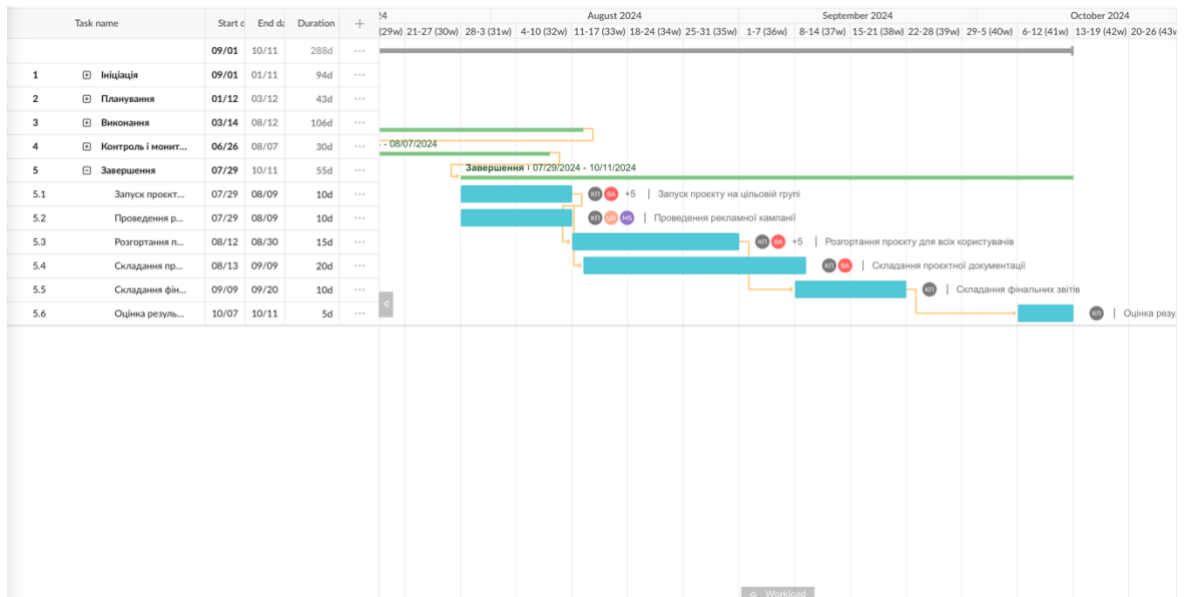 Task name Start d End da Duration 24 August 2024 September 2024 October 2024
(29w) 21-27 (30w) 28-3 (31w) 4-10 (32w) 11-17 (33w) 18-24 (34w) 25-31 (35w) 1-7 (36w) 8-14 (37w) 15-21 (38w) 22-28 (39w) 29-5 (40w) 6-12 (41w) 13-19 (42w) 20-26 (43w
09/01 10/11 288d
1 Ініціація 09/01 01/11 94d
2 Планування 01/12 03/12 43d
3 Виконання 03/14 08/12 106d
4 Контроль і монит... 06/26 08/07 30d - 08/07/2024
5 Завершення 07/29 10/11 55d Завершення 07/29/2024 - 10/11/2024
5.1 Запуск проєкт... 07/29 08/09 10d КП ВА +5 | Запуск проєкту на цільовій групі
5.2 Проведення р... 07/29 08/09 10d КП MS | Проведення рекламної кампанії
5.3 Розгортання п... 08/12 08/30 15d КП ВА +5 | Розгортання проєкту для всіх користувачів
5.4 Складання пр... 08/13 09/09 20d КП ВА | Складання проєктної документації
5.5 Складання фін... 09/09 09/20 10d КП | Складання фінальних звітів
5.6 Оцінка резуль... 10/07 10/11 5d КП | Оцінка резу.
Workload